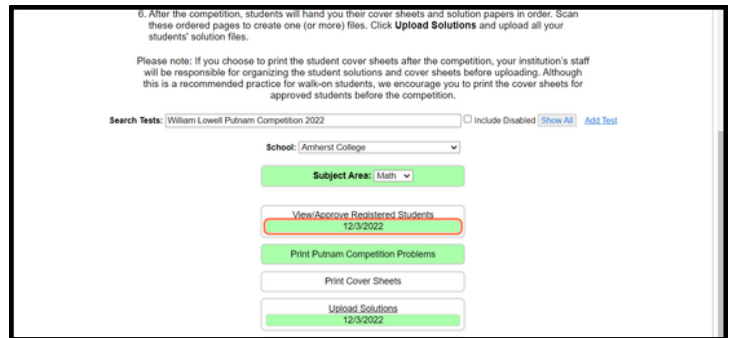 6. After the competition, students will hand you their cover sheets and solution papers in order. Scan
these ordered pages to create one (or more) files. Click Upload Solutions and upload all your
students' solution files.
Please note: If you choose to print the student cover sheets after the competition, your institution's staff
will be responsible for organizing the student solutions and cover sheets before uploading. Although
this is a recommended practice for walk-on students, we encourage you to print the cover sheets for
approved students before the competition.
Search Tests: William Lowell Putnam Competition 2022 Include Disabled Show All Add Test
School: Amherst College
Subject Area: Math
View/Approve Registered Students
12/3/2022
Print Putnam Competition Problems
Print Cover Sheets
Upload Solutions
12/3/2022